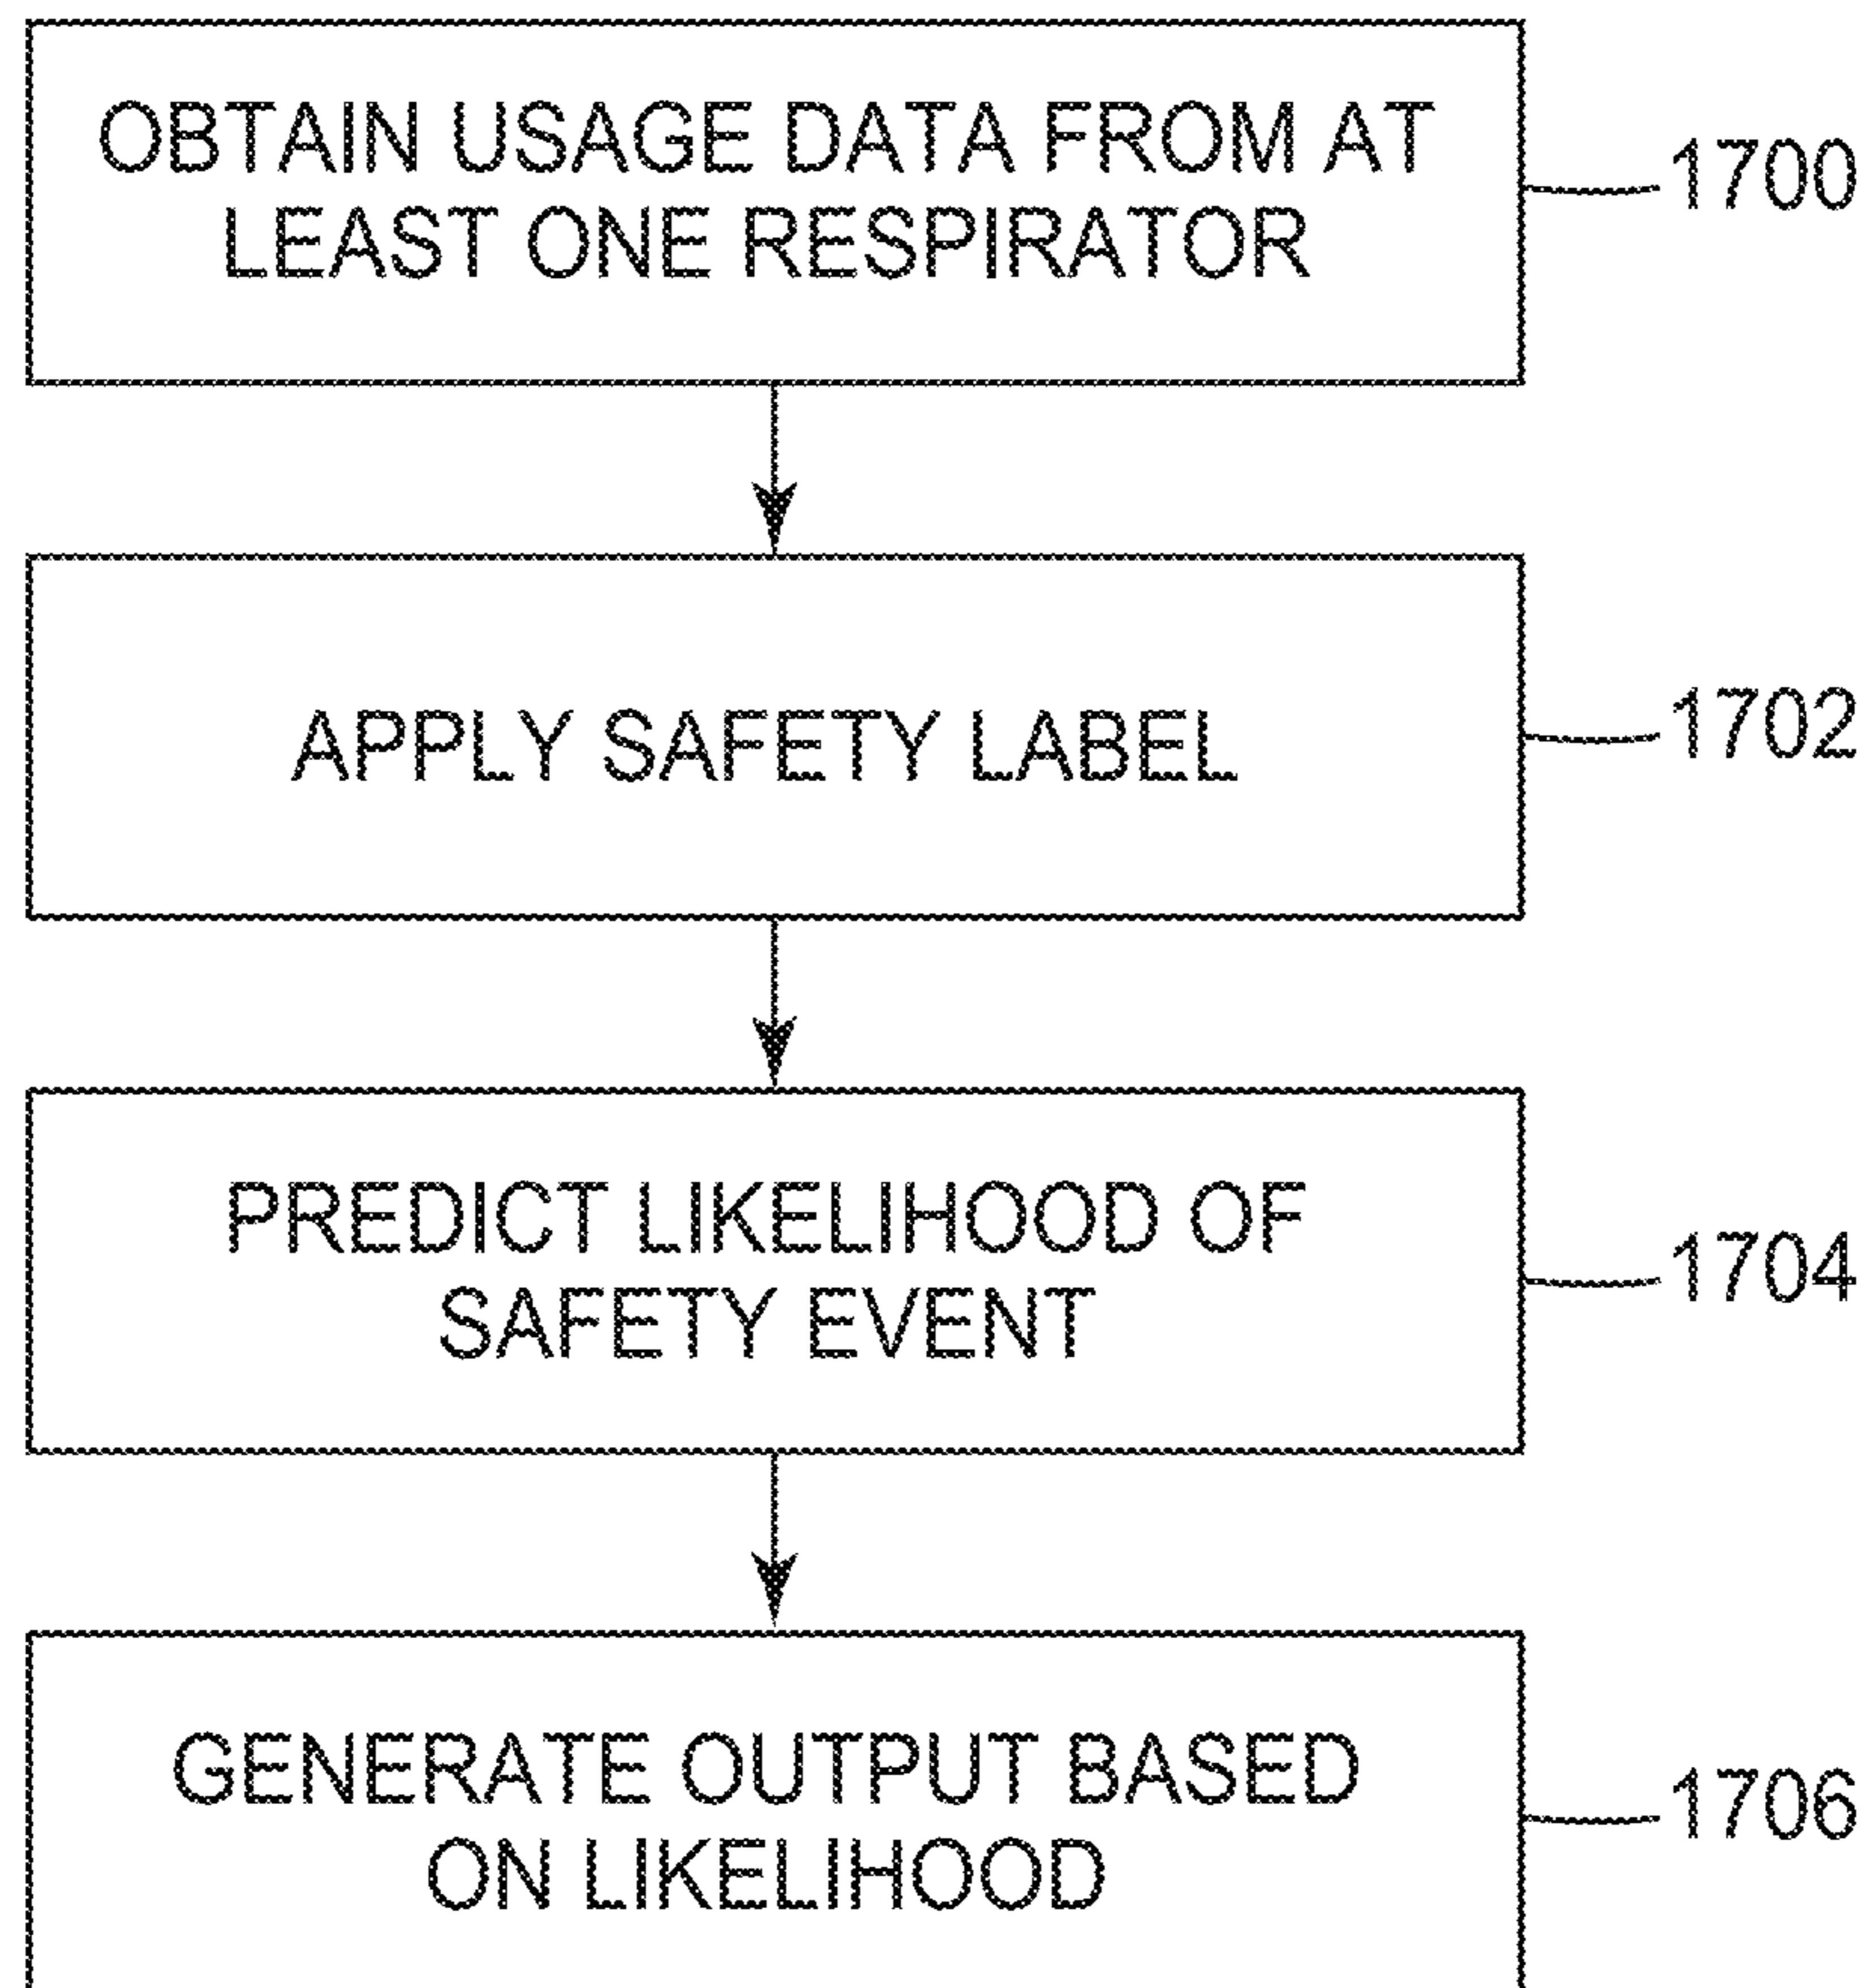 OBTAIN USAGE DATA FROM AT
LEAST ONE RESPIRATOR
1700
APPLY SAFETY LABEL
1702
PREDICT LIKELIHOOD OF
SAFETY EVENT
1704
GENERATE OUTPUT BASED
ON LIKELIHOOD
1706